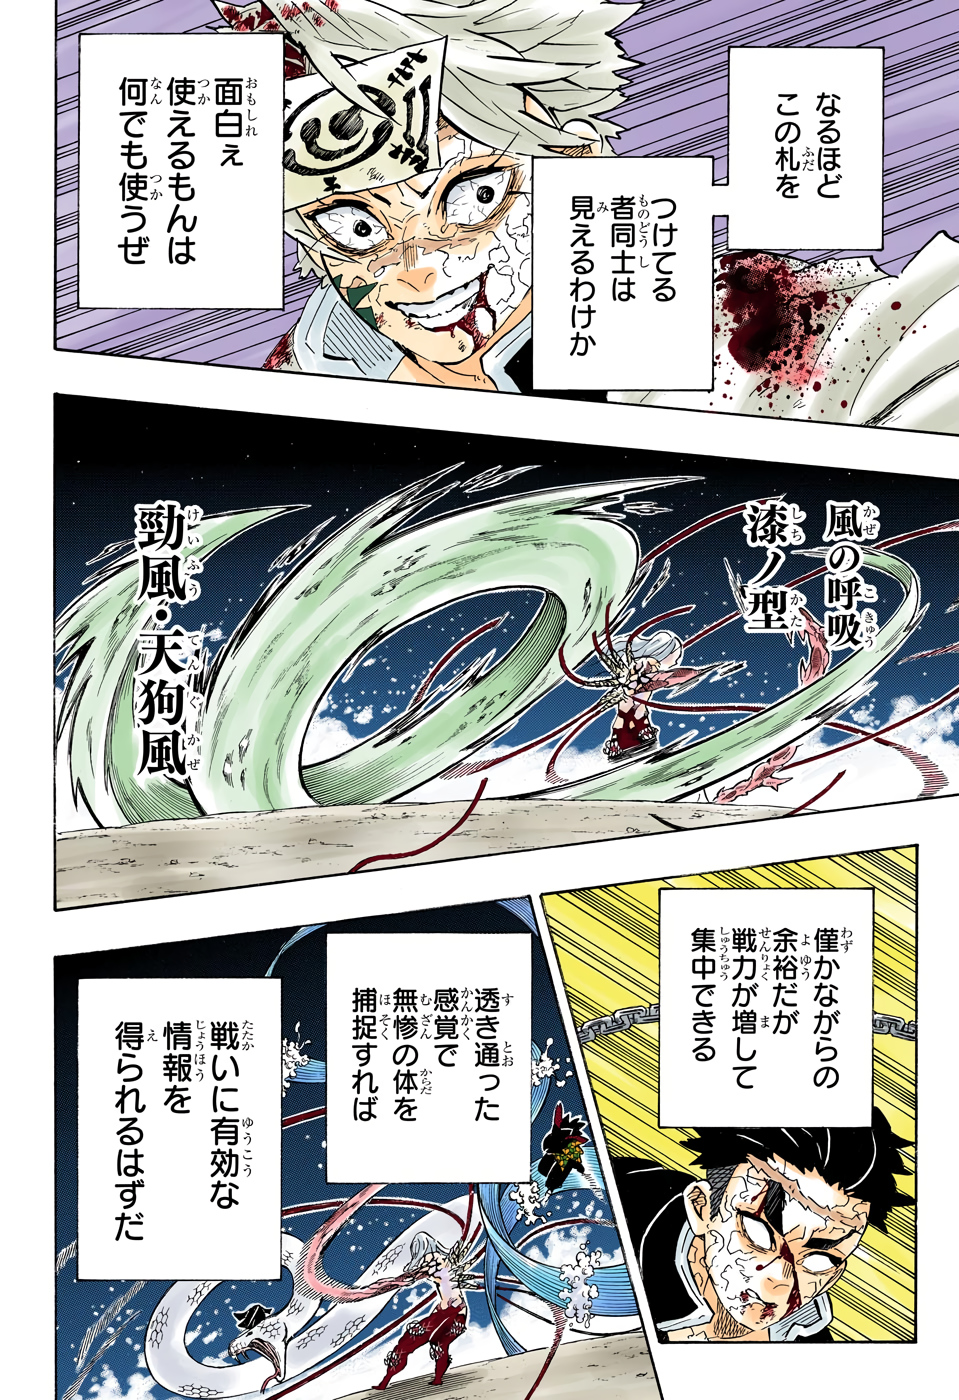 なるほど
この札を
つけてる
者同士は
見えるわけか
面白ぇ
使えるもんは
何でも使うぜ
風の呼吸
漆ノ型
勁風・天狗風
僅かながらの
余裕だが
戦力が増して
集中できる
透き通った
感覚で
無惨の体を
捕捉すれば
戦いに有効な
情報を
得られるはずだ